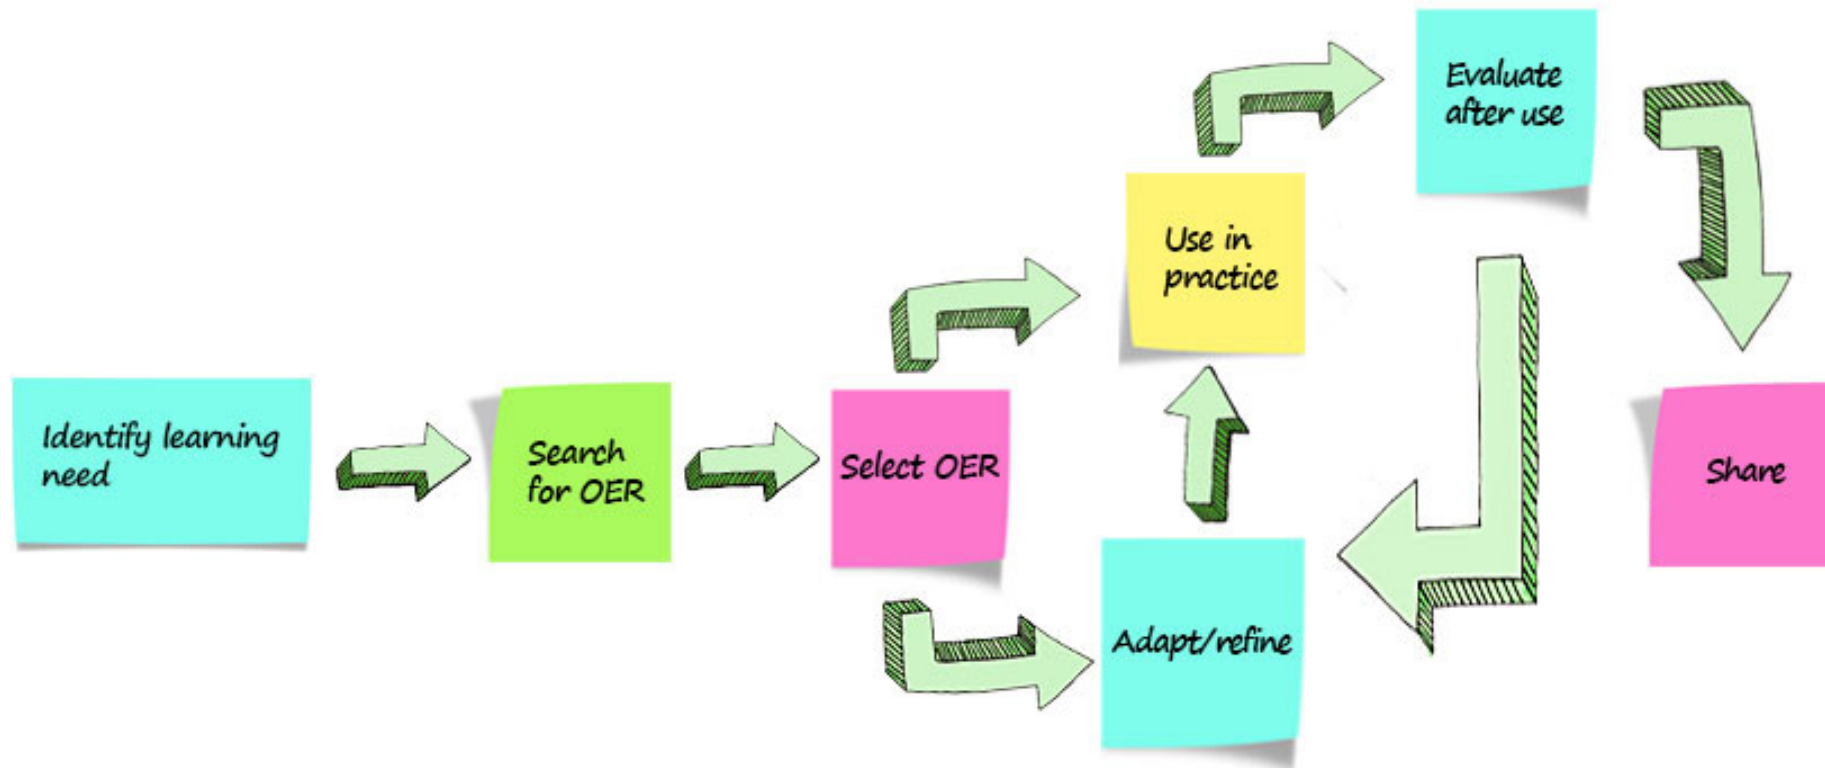 Identify learning
need
Search
for OER
Select OER
Use in
practice
Evaluate
after use
Adapt/refine
Share